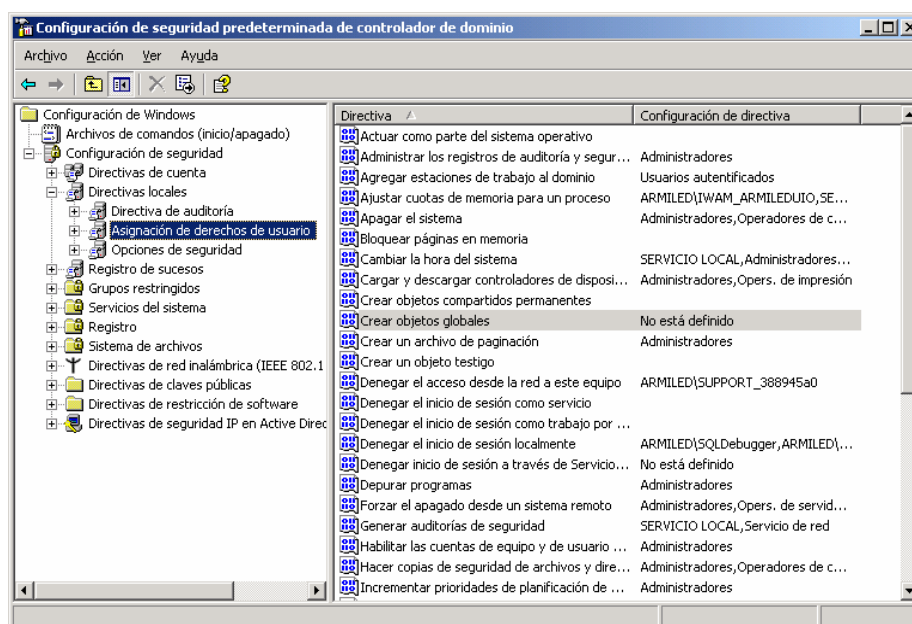 Configuración de seguridad predeterminada de controlador de dominio
Archivo Acción Ver Ayuda
Configuración de Windows
Archivos de comandos (inicio/apagado)
Configuración de seguridad
Directivas de cuenta
Directivas locales
Directiva de auditoría
Asignación de derechos de usuario
Opciones de seguridad
Registro de sucesos
Grupos restringidos
Servicios del sistema
Registro
Sistema de archivos
Directivas de red inalámbrica (IEEE 802.1
Directivas de claves públicas
Directivas de restricción de software
Directivas de seguridad IP en Active Direc
Directiva Configuración de directiva
Actuar como parte del sistema operativo
Administrar los registros de auditoría y segur... Administradores
Agregar estaciones de trabajo al dominio Usuarios autentificados
Ajustar cuotas de memoria para un proceso ARMILED\IWAM_ARMILEDUIO,SE...
Apagar el sistema Administradores,Operadores de c...
Bloquear páginas en memoria
Cambiar la hora del sistema SERVICIO LOCAL,Administradores...
Cargar y descargar controladores de disposi... Administradores,Opers. de impresión
Crear objetos compartidos permanentes
Crear objetos globales No está definido
Crear un archivo de paginación Administradores
Crear un objeto testigo
Denegar el acceso desde la red a este equipo ARMILED\SUPPORT_388945a0
Denegar el inicio de sesión como servicio
Denegar el inicio de sesión como trabajo por ...
Denegar el inicio de sesión localmente ARMILED\SQLDebugger,ARMILED\...
Denegar inicio de sesión a través de Servicio... No está definido
Depurar programas Administradores
Forzar el apagado desde un sistema remoto Administradores,Opers. de servid...
Generar auditorías de seguridad SERVICIO LOCAL,Servicio de red
Habilitar las cuentas de equipo y de usuario ... Administradores
Hacer copias de seguridad de archivos y dire... Administradores,Operadores de c...
Incrementar prioridades de planificación de ... Administradores